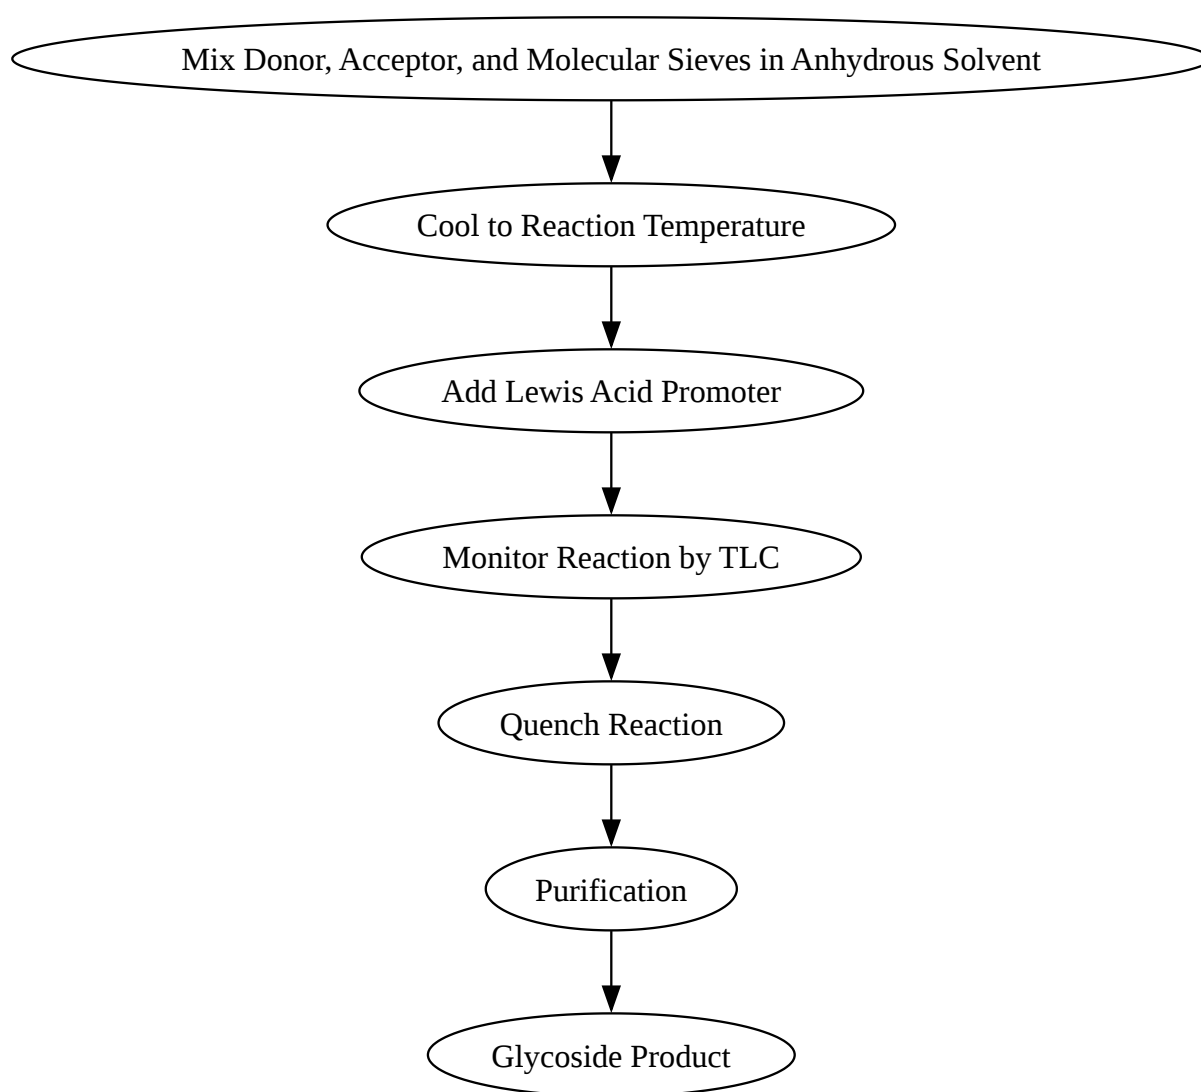 Mix Donor, Acceptor, and Molecular Sieves in Anhydrous Solvent
Cool to Reaction Temperature
Add Lewis Acid Promoter
Monitor Reaction by TLC
Quench Reaction
Purification
Glycoside Product